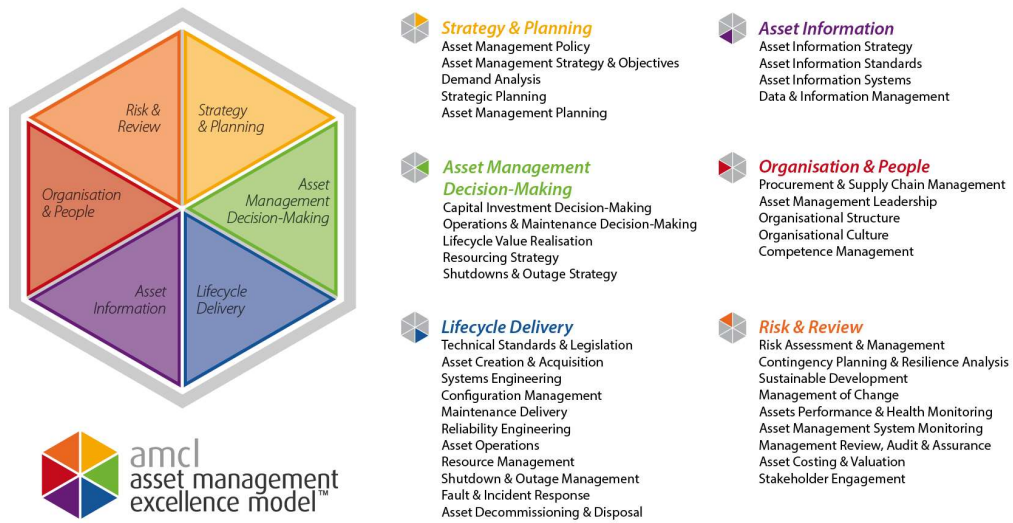 Risk &
Review
Strategy
& Planning
Organisation
& People
Asset
Management
Decision-Making
Asset
Information
Lifecycle
Delivery
amcl
asset management
excellence model™
Strategy & Planning
Asset Management Policy
Asset Management Strategy & Objectives
Demand Analysis
Strategic Planning
Asset Management Planning
Asset Management
Decision-Making
Capital Investment Decision-Making
Operations & Maintenance Decision-Making
Lifecycle Value Realisation
Resourcing Strategy
Shutdowns & Outage Strategy
Lifecycle Delivery
Technical Standards & Legislation
Asset Creation & Acquisition
Systems Engineering
Configuration Management
Maintenance Delivery
Reliability Engineering
Asset Operations
Resource Management
Shutdown & Outage Management
Fault & Incident Response
Asset Decommissioning & Disposal
Asset Information
Asset Information Strategy
Asset Information Standards
Asset Information Systems
Data & Information Management
Organisation & People
Procurement & Supply Chain Management
Asset Management Leadership
Organisational Structure
Organisational Culture
Competence Management
Risk & Review
Risk Assessment & Management
Contingency Planning & Resilience Analysis
Sustainable Development
Management of Change
Assets Performance & Health Monitoring
Asset Management System Monitoring
Management Review, Audit & Assurance
Asset Costing & Valuation
Stakeholder Engagement